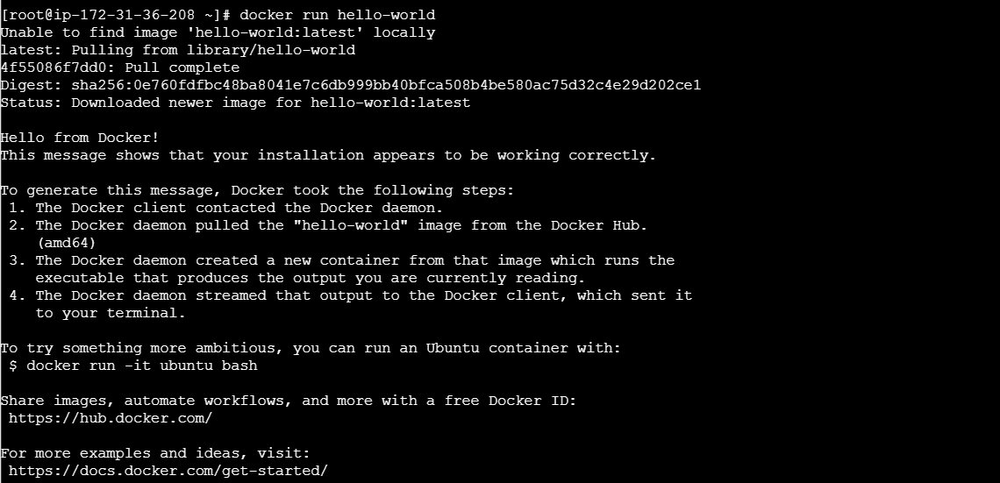 [root@ip-172-31-36-208 ~]# docker run hello-world
Unable to find image 'hello-world:latest' locally
latest: Pulling from library/hello-world
4f55086f7dd0: Pull complete
Digest: sha256:0e760fdfbc48ba8041e7c6db999bb40bfca508b4be580ac75d32c4e29d202ce1
Status: Downloaded newer image for hello-world:latest

Hello from Docker!
This message shows that your installation appears to be working correctly.

To generate this message, Docker took the following steps:
 1. The Docker client contacted the Docker daemon.
 2. The Docker daemon pulled the "hello-world" image from the Docker Hub.
    (amd64)
 3. The Docker daemon created a new container from that image which runs the
    executable that produces the output you are currently reading.
 4. The Docker daemon streamed that output to the Docker client, which sent it
    to your terminal.

To try something more ambitious, you can run an Ubuntu container with:
 $ docker run -it ubuntu bash

Share images, automate workflows, and more with a free Docker ID:
 https://hub.docker.com/

For more examples and ideas, visit:
 https://docs.docker.com/get-started/